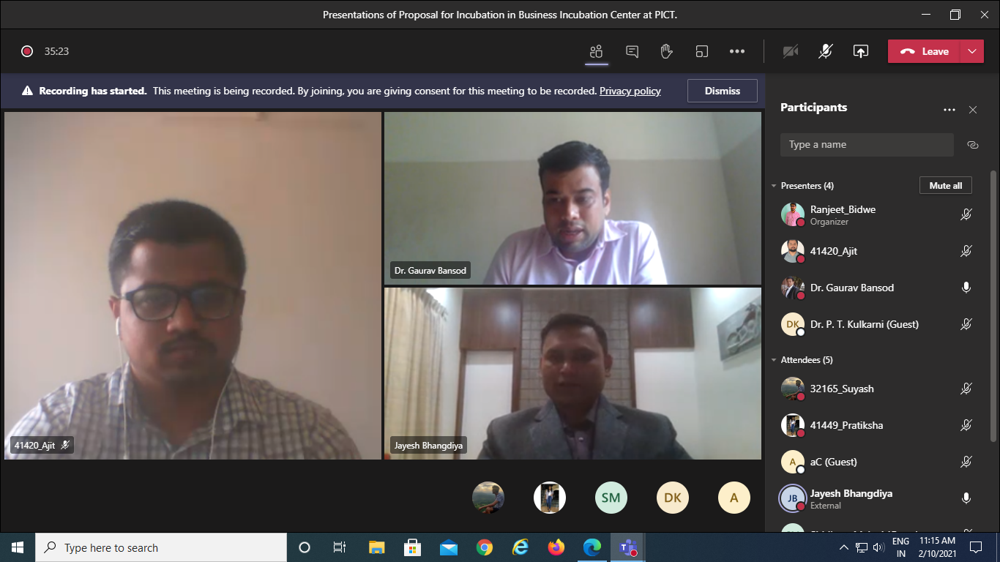 Presentations of Proposal for Incubation in Business Incubation Center at PICT.
35:23
Leave
Recording has started. This meeting is being recorded. By joining, you are giving consent for this meeting to be recorded. Privacy policy
Dismiss
41420_Ajit
Dr. Gaurav Bansod
Jayesh Bhangdiya
SM
DK
A
Participants
Type a name
Presenters (4)
Mute all
Ranjeet_Bidwe
Organizer
41420_Ajit
Dr. Gaurav Bansod
DK
Dr. P. T. Kulkarni (Guest)
Attendees (5)
32165_Suyash
41449_Pratiksha
A
aC (Guest)
JB
Jayesh Bhangdiya
External
Type here to search
ENG
IN
11:15 AM
2/10/2021